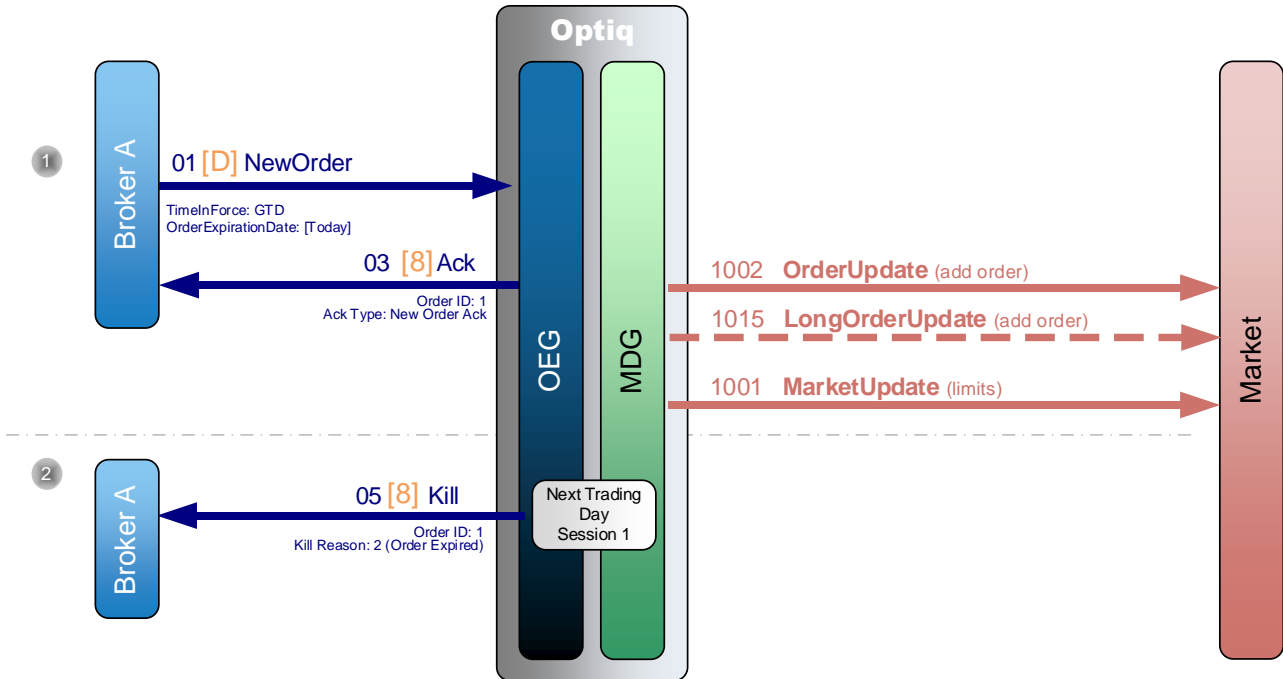 Optiq
1
Broker A
01 [D] NewOrder
TimeInForce: GTD
OrderExpirationDate: [Today]
03 [8] Ack
Order ID: 1
Ack Type: New Order Ack
OEG
MDG
1002 OrderUpdate (add order)
1015 LongOrderUpdate (add order)
1001 MarketUpdate (limits)
Market
2
Broker A
05 [8] Kill
Order ID: 1
Kill Reason: 2 (Order Expired)
Next Trading
Day
Session 1